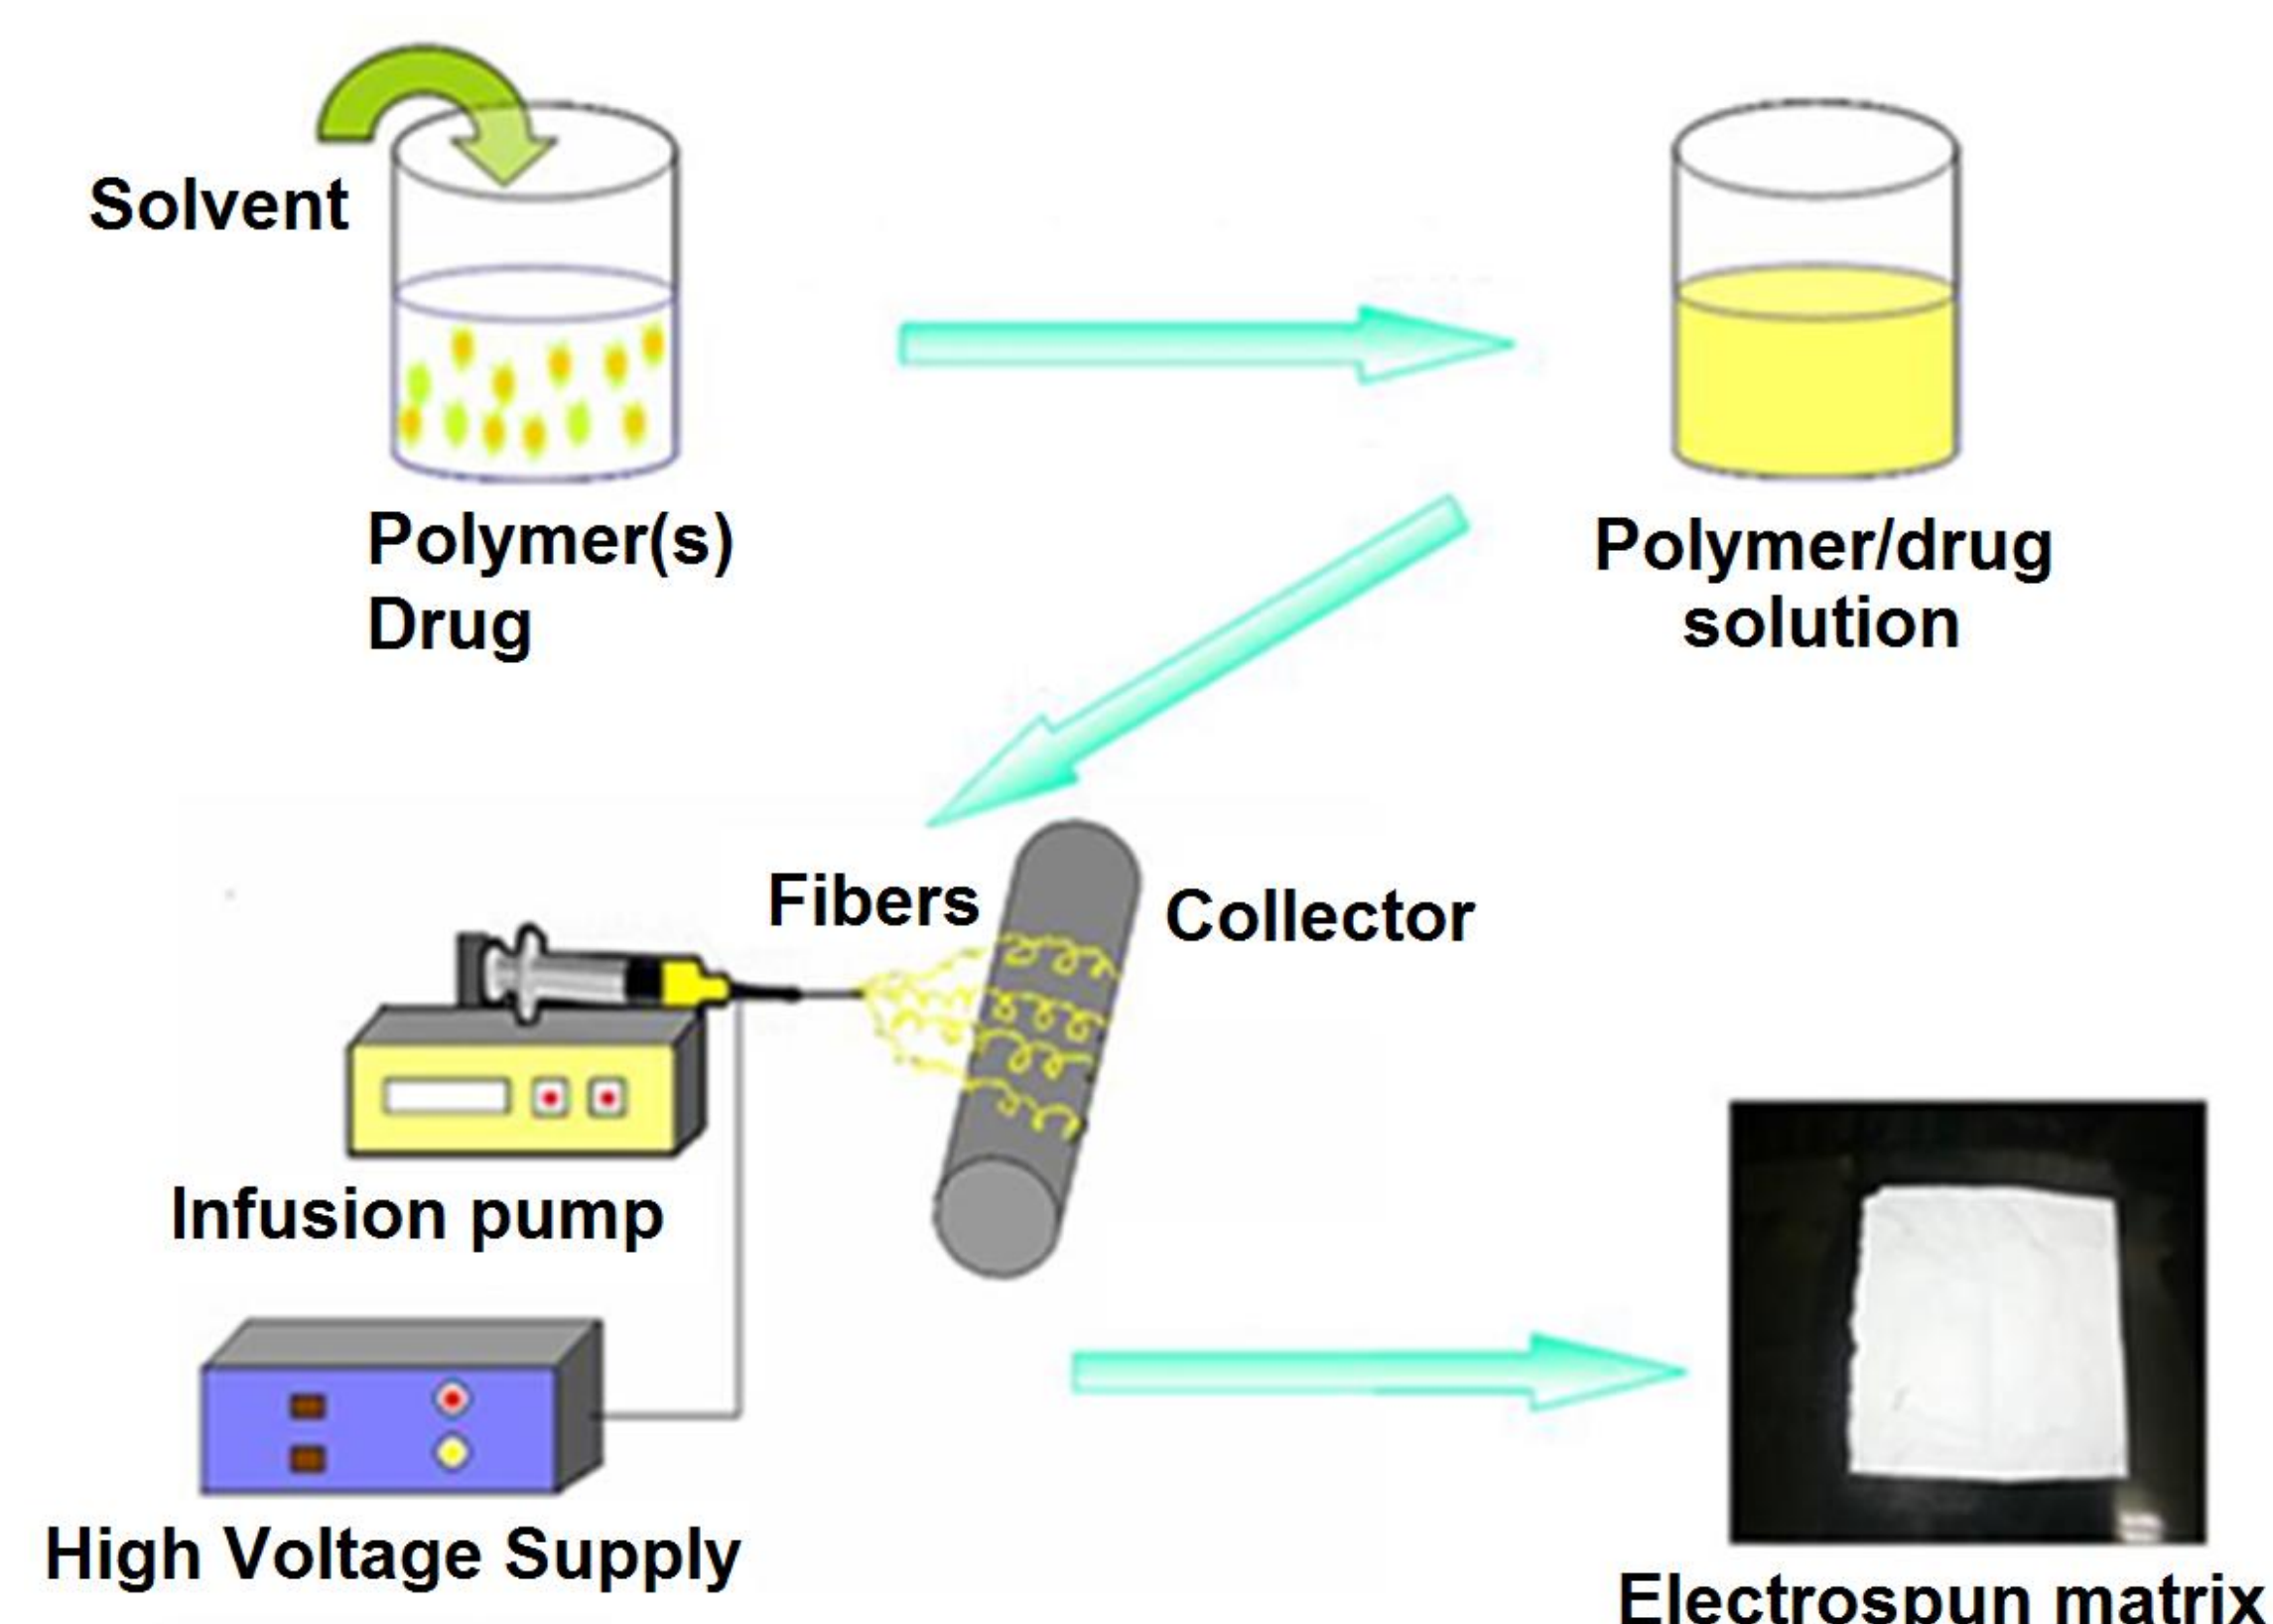 Solvent
Polymer(s)
Drug
Polymer/drug
solution
Fibers
Collector
Infusion pump
High Voltage Supply
Electrospun matrix